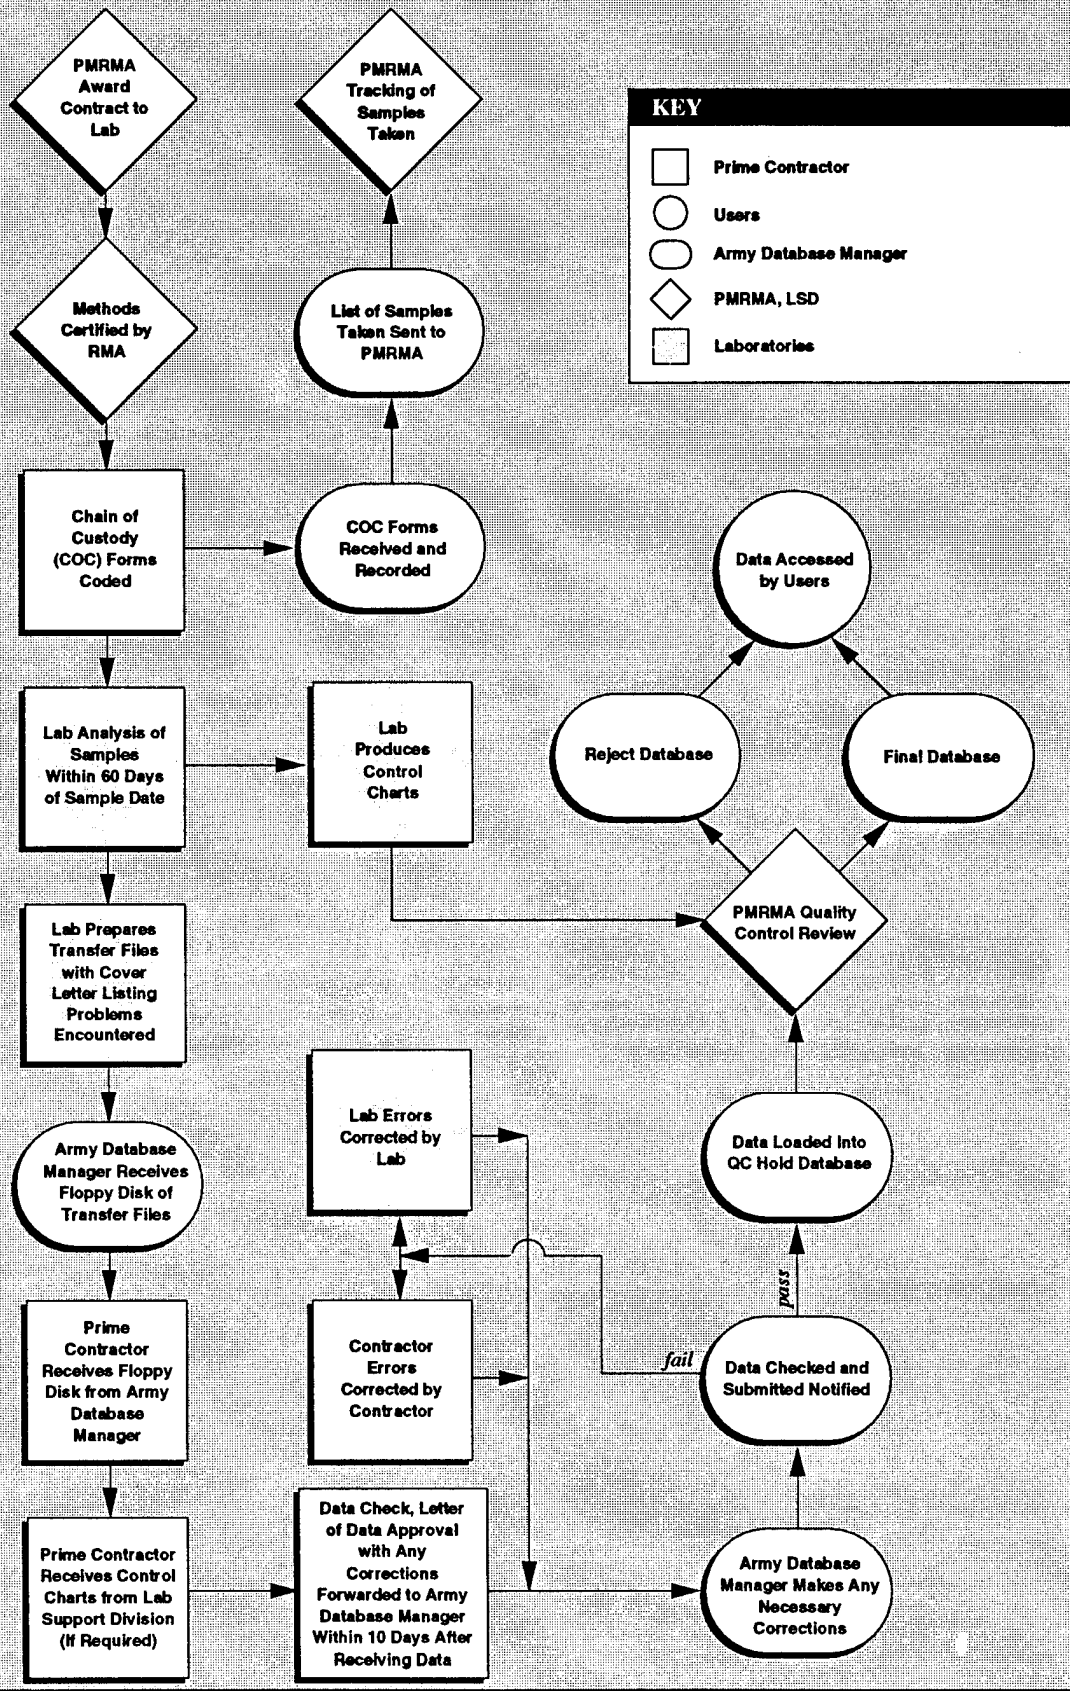 PMRMA
Award
Contract to
Lab
PMRMA
Tracking of
Samples
Taken
KEY
Prime Contractor
Users
Army Database Manager
PMRMA, LSD
Laboratories
Methods
Certified by
RMA
List of Samples
Taken Sent to
PMRMA
Chain of
Custody
(COC) Forms
Coded
COC Forms
Received and
Recorded
Data Accessed
by Users
Lab Analysis of
Samples
Within 60 Days
of Sample Date
Lab
Produces
Control
Charts
Reject Database
Final Database
Lab Prepares
Transfer Files
with Cover
Letter Listing
Problems
Encountered
PMRMA Quality
Control Review
Lab Errors
Corrected by
Lab
Data Loaded Into
QC Hold Database
Army Database
Manager Receives
Floppy Disk of
Transfer Files
pass
Prime
Contractor
Receives Floppy
Disk from Army
Database
Manager
Contractor
Errors
Corrected by
Contractor
fail
Data Checked and
Submitted Notified
Prime Contractor
Receives Control
Charts from Lab
Support Division
(If Required)
Data Check, Letter
of Data Approval
with Any
Corrections
Forwarded to Army
Database Manager
Within 10 Days After
Receiving Data
Army Database
Manager Makes Any
Necessary
Corrections